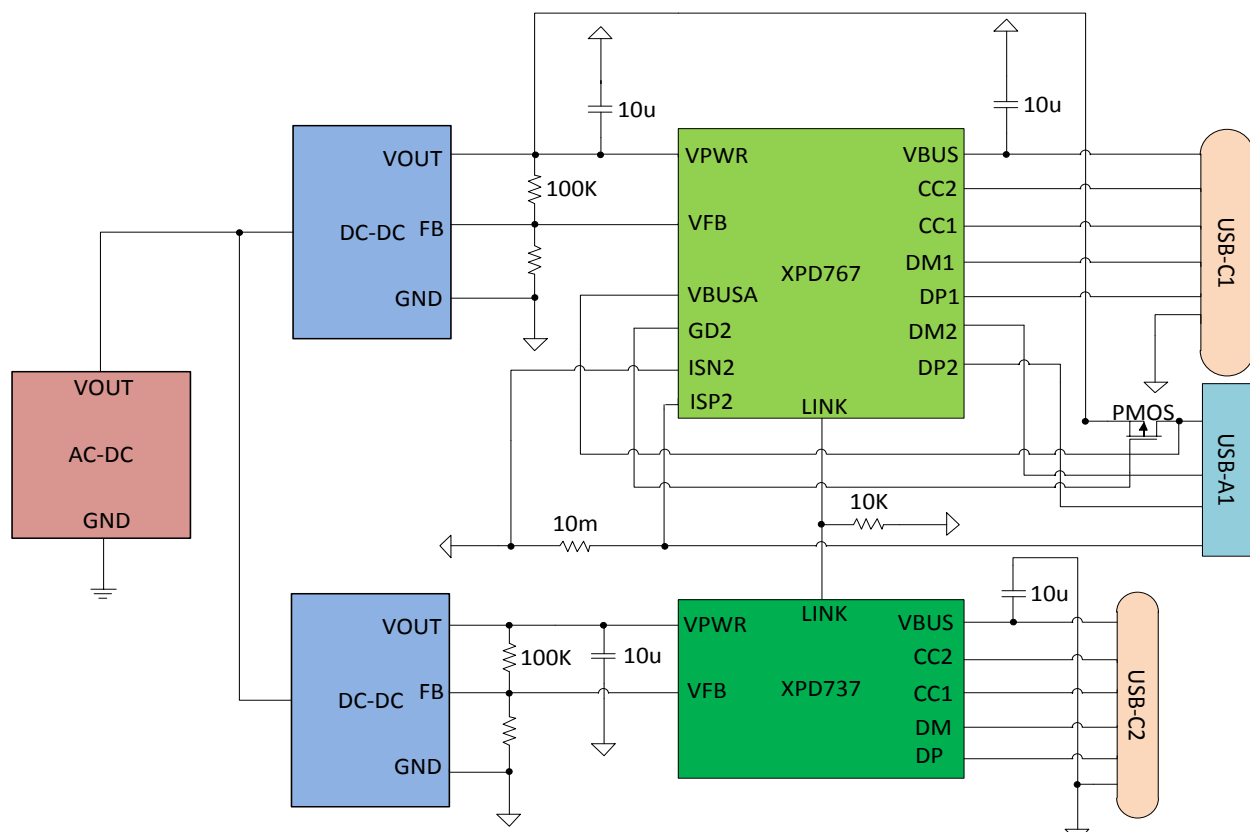 10u
10u
VOUT
100K
FB
DC-DC
GND
VPWR
VFB
VBUSA
GD2
ISN2
ISP2
XPD767
LINK
VBUS
CC2
CC1
DM1
DP1
DM2
DP2
USB-C1
PMOS
USB-A1
VOUT
AC-DC
GND
10m
10K
VOUT
100K
FB
DC-DC
GND
10u
VPWR
VFB
LINK
XPD737
VBUS
CC2
CC1
DM
DP
10u
USB-C2